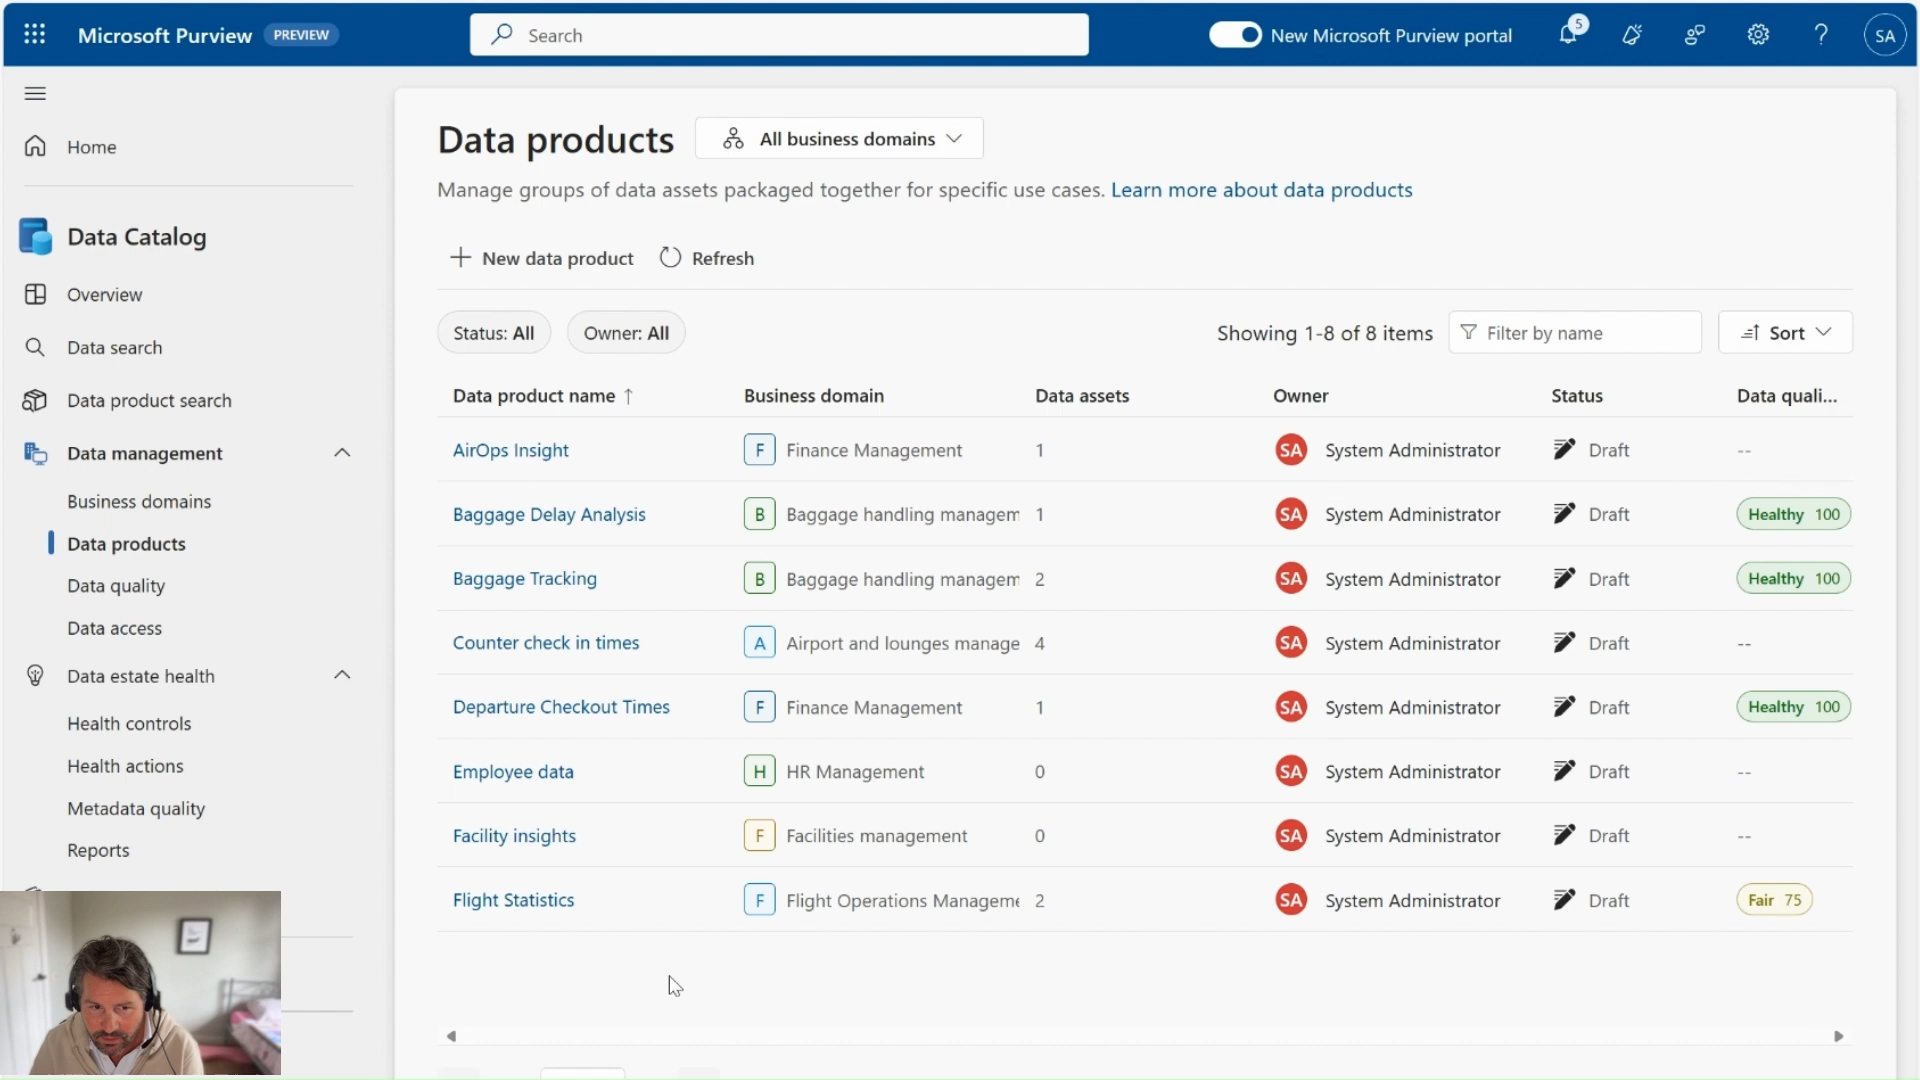 Microsoft Purview PREVIEW
Search
New Microsoft Purview portal
5
SA
Home
Data Catalog
Overview
Data search
Data product search
Data management
Business domains
Data products
Data quality
Data access
Data estate health
Health controls
Health actions
Metadata quality
Reports
Data products
All business domains
Manage groups of data assets packaged together for specific use cases. Learn more about data products
New data product Refresh
Status: All Owner: All Showing 1-8 of 8 items Filter by name Sort
Data product name ↑ Business domain Data assets Owner Status Data quali...
AirOps Insight F Finance Management 1 SA System Administrator Draft --
Baggage Delay Analysis B Baggage handling managem 1 SA System Administrator Draft Healthy 100
Baggage Tracking B Baggage handling managem 2 SA System Administrator Draft Healthy 100
Counter check in times A Airport and lounges manage 4 SA System Administrator Draft --
Departure Checkout Times F Finance Management 1 SA System Administrator Draft Healthy 100
Employee data H HR Management 0 SA System Administrator Draft --
Facility insights F Facilities management 0 SA System Administrator Draft --
Flight Statistics F Flight Operations Manageme 2 SA System Administrator Draft Fair 75